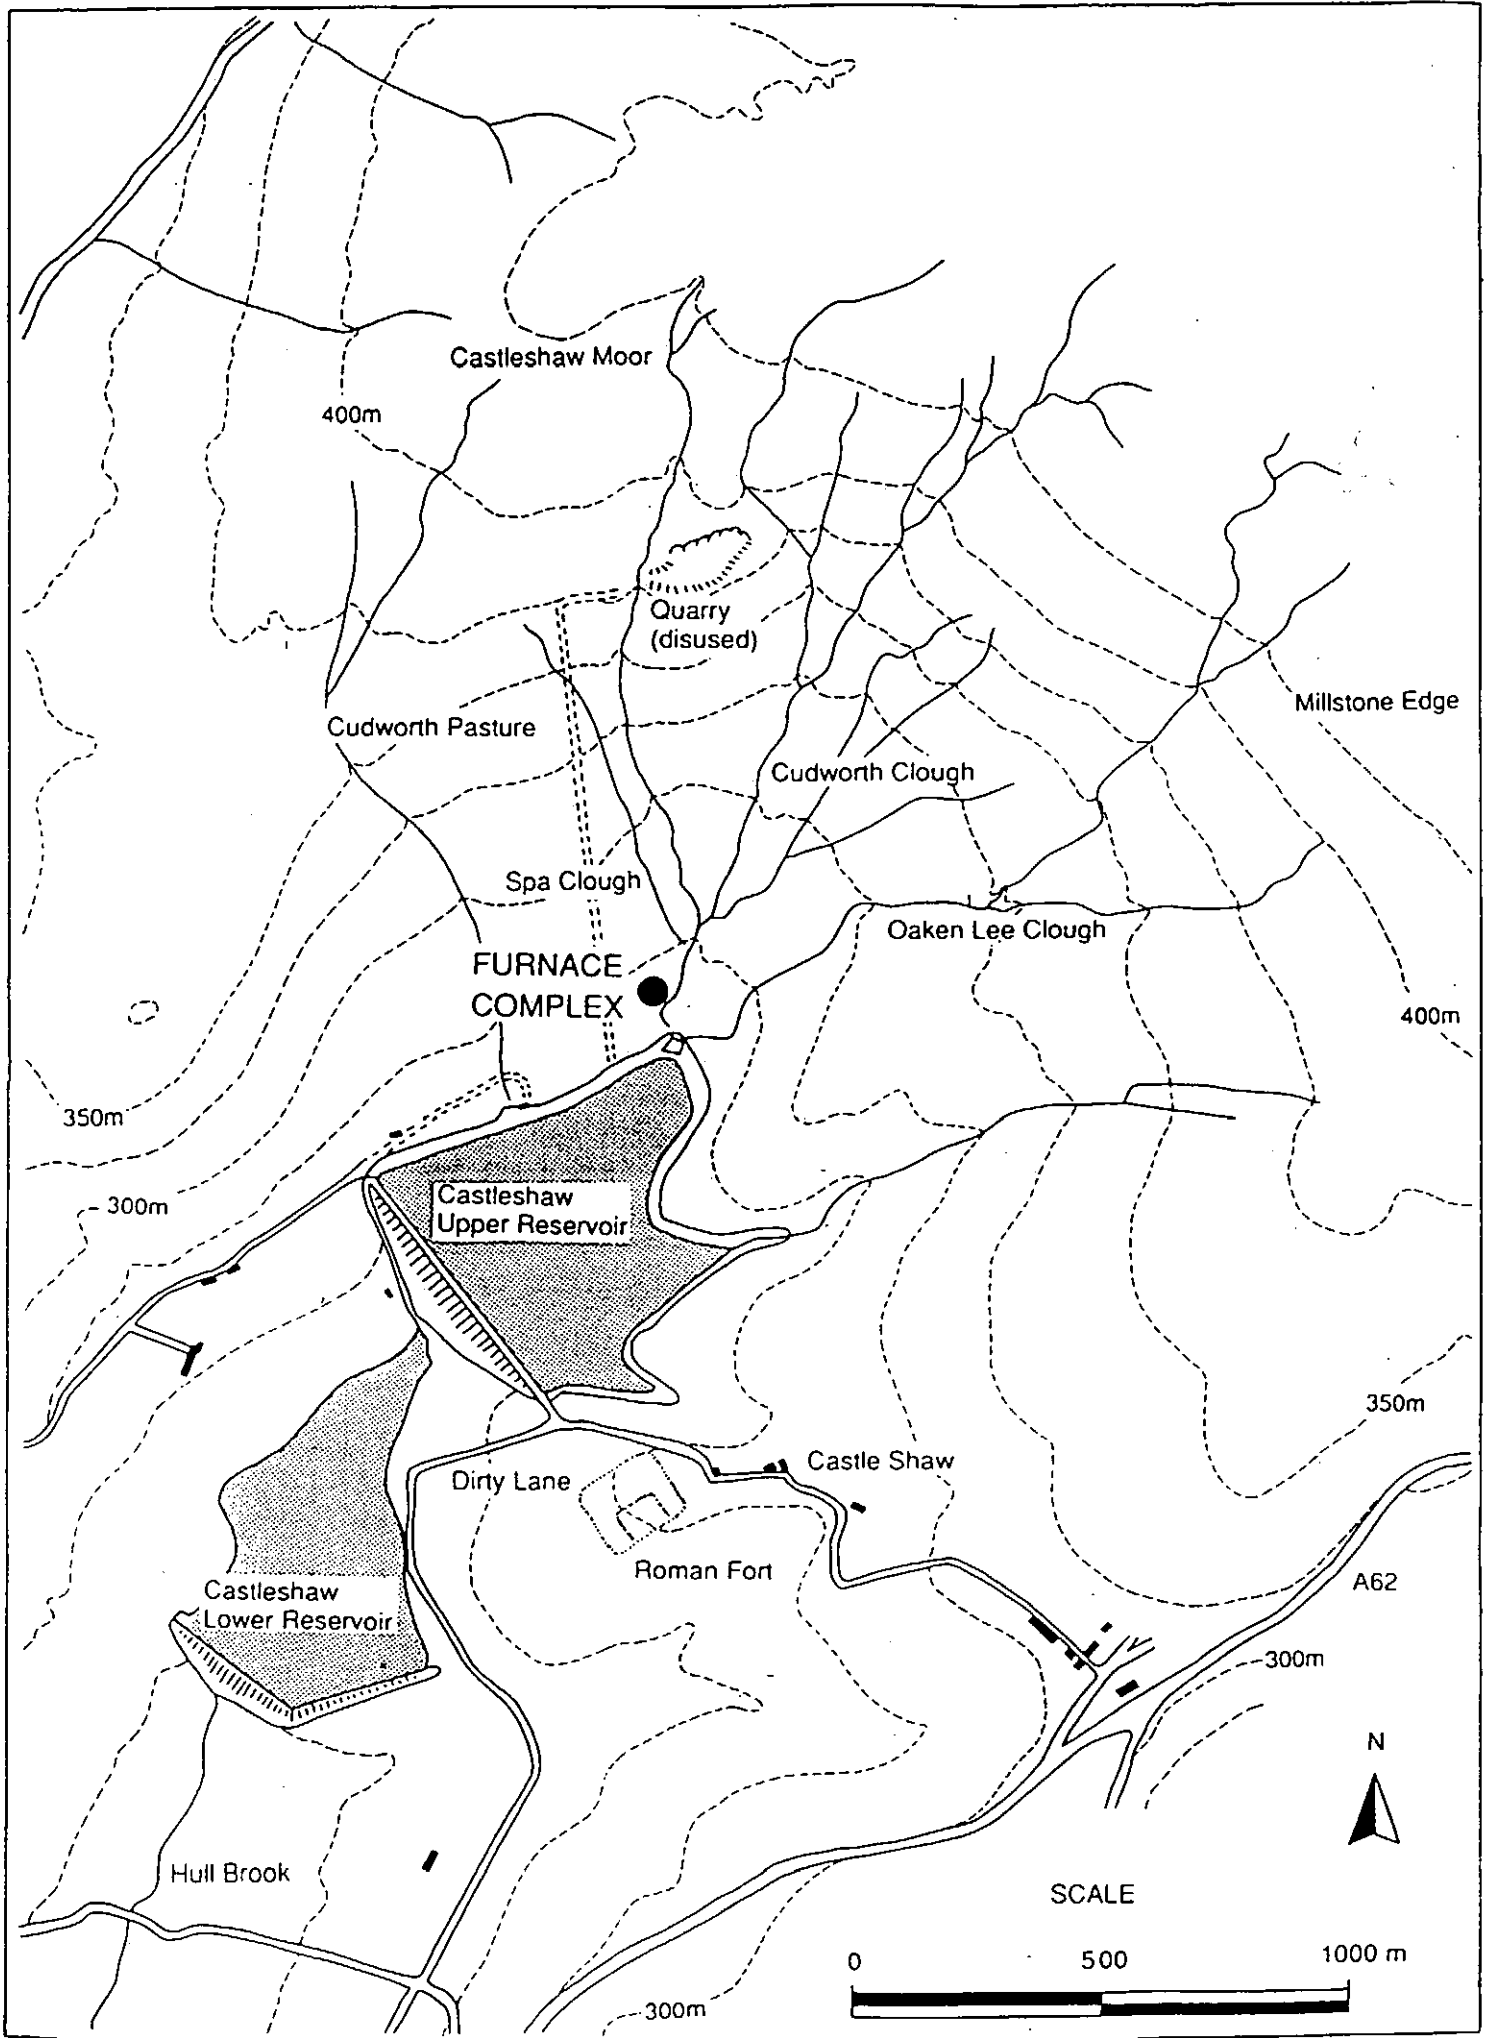 Castleshaw Moor
400m
Quarry
(disused)
Millstone Edge
Cudworth Pasture
Cudworth Clough
Spa Clough
Oaken Lee Clough
FURNACE
COMPLEX
400m
350m
300m
Castleshaw
Upper Reservoir
350m
Castle Shaw
Dirty Lane
Roman Fort
A62
Castleshaw
Lower Reservoir
300m
N
Hull Brook
SCALE
0 500 1000 m
300m